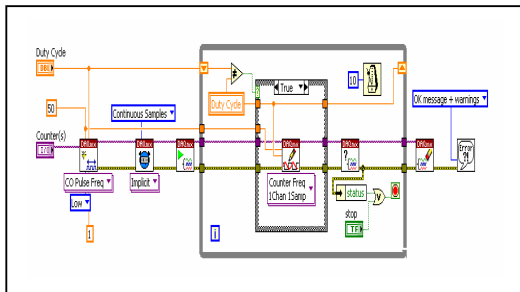 Duty Cycle
DBL
50
Counter(s)
I/O
Continuous Samples
DAQmx
DAQmx
DAQmx
CO Pulse Freq
Implicit
Low
1
Duty Cycle
True
10
DAQmx
Counter Freq
1Chan 1Samp
DAQmx
?
status
stop
TF
i
OK message + warnings
DAQmx
Error
?!